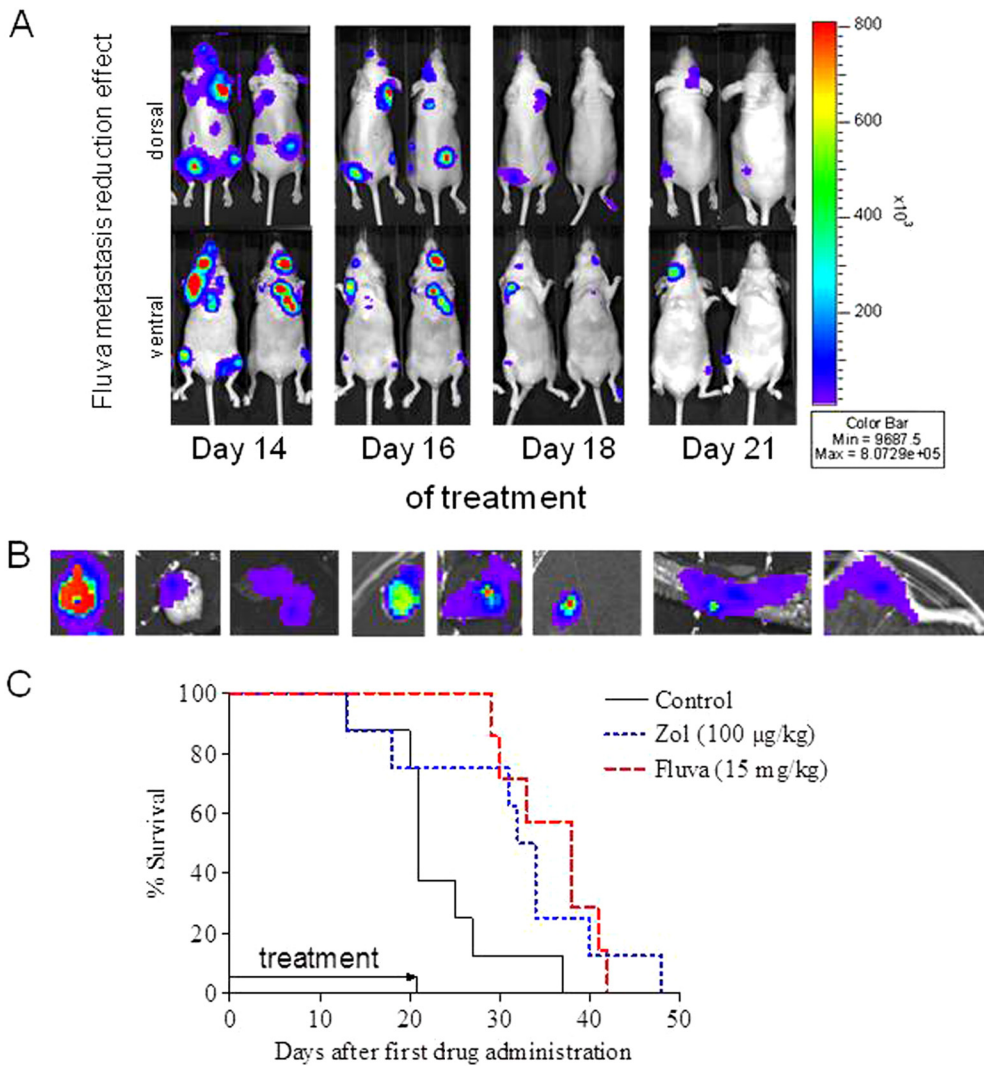 A
Fluva metastasis reduction effect
dorsal
ventral
800
600
400
200
x10³
Color Bar
Min = 9687.5
Max = 8.0729e+05
Day 14
Day 16
Day 18
Day 21
of treatment
B
C
100
80
60
40
20
0
% Survival
Control
Zol (100 µg/kg)
Fluva (15 mg/kg)
treatment
0
10
20
30
40
50
Days after first drug administration